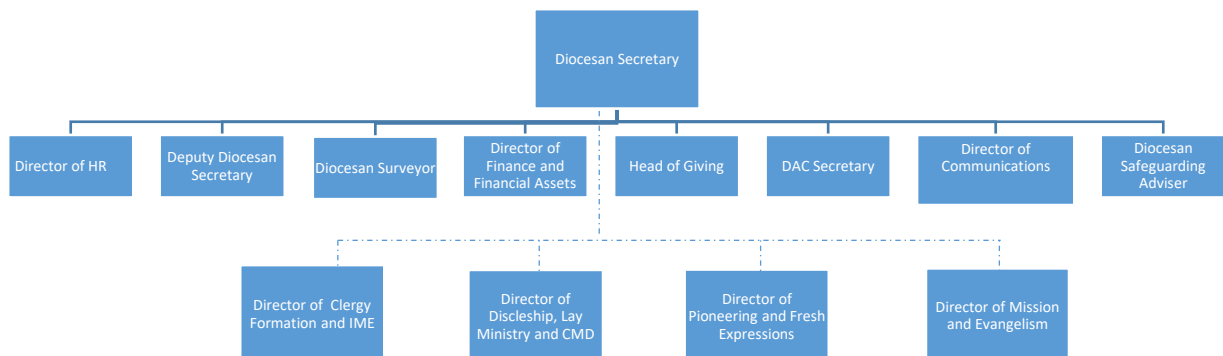 Diocesan Secretary
Director of HR
Deputy Diocesan
Secretary
Diocesan Surveyor
Director of
Finance and
Financial Assets
Head of Giving
DAC Secretary
Director of
Communications
Diocesan
Safeguarding
Adviser
Director of  Clergy
Formation and IME
Director of
Discleship, Lay
Ministry and CMD
Director of
Pioneering and Fresh
Expressions
Director of Mission
and Evangelism